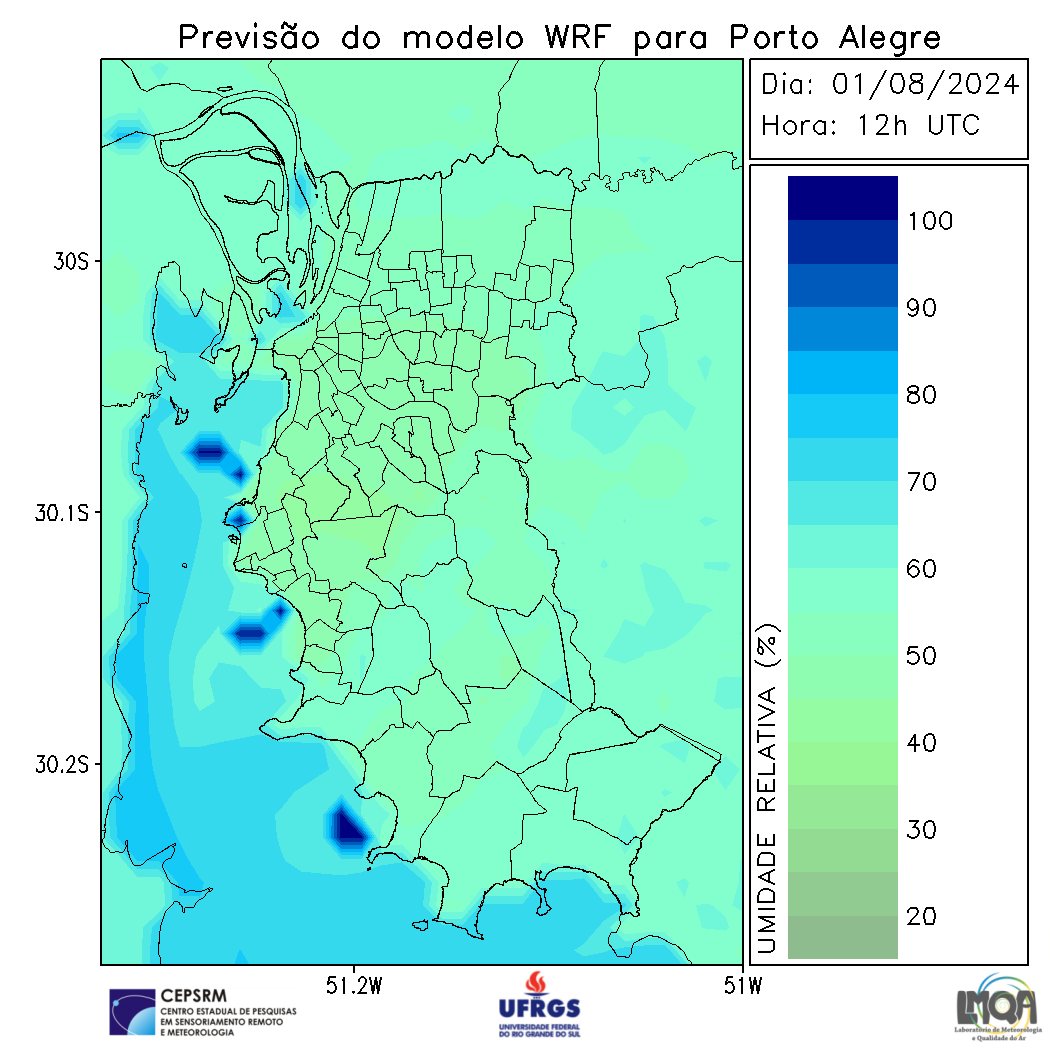 Previsão do modelo WRF para Porto Alegre
Dia: 01/08/2024
Hora: 12h UTC
30S
30.1S
30.2S
51.2W
51W
100
90
80
70
60
50
40
30
20
UMIDADE RELATIVA (%)
CEPSRM
CENTRO ESTADUAL DE PESQUISAS
EM SENSORIAMENTO REMOTO
E METEOROLOGIA
UFRGS
UNIVERSIDADE FEDERAL
DO RIO GRANDE DO SUL
LMQA
Laboratório de Meteorologia
e Qualidade do Ar